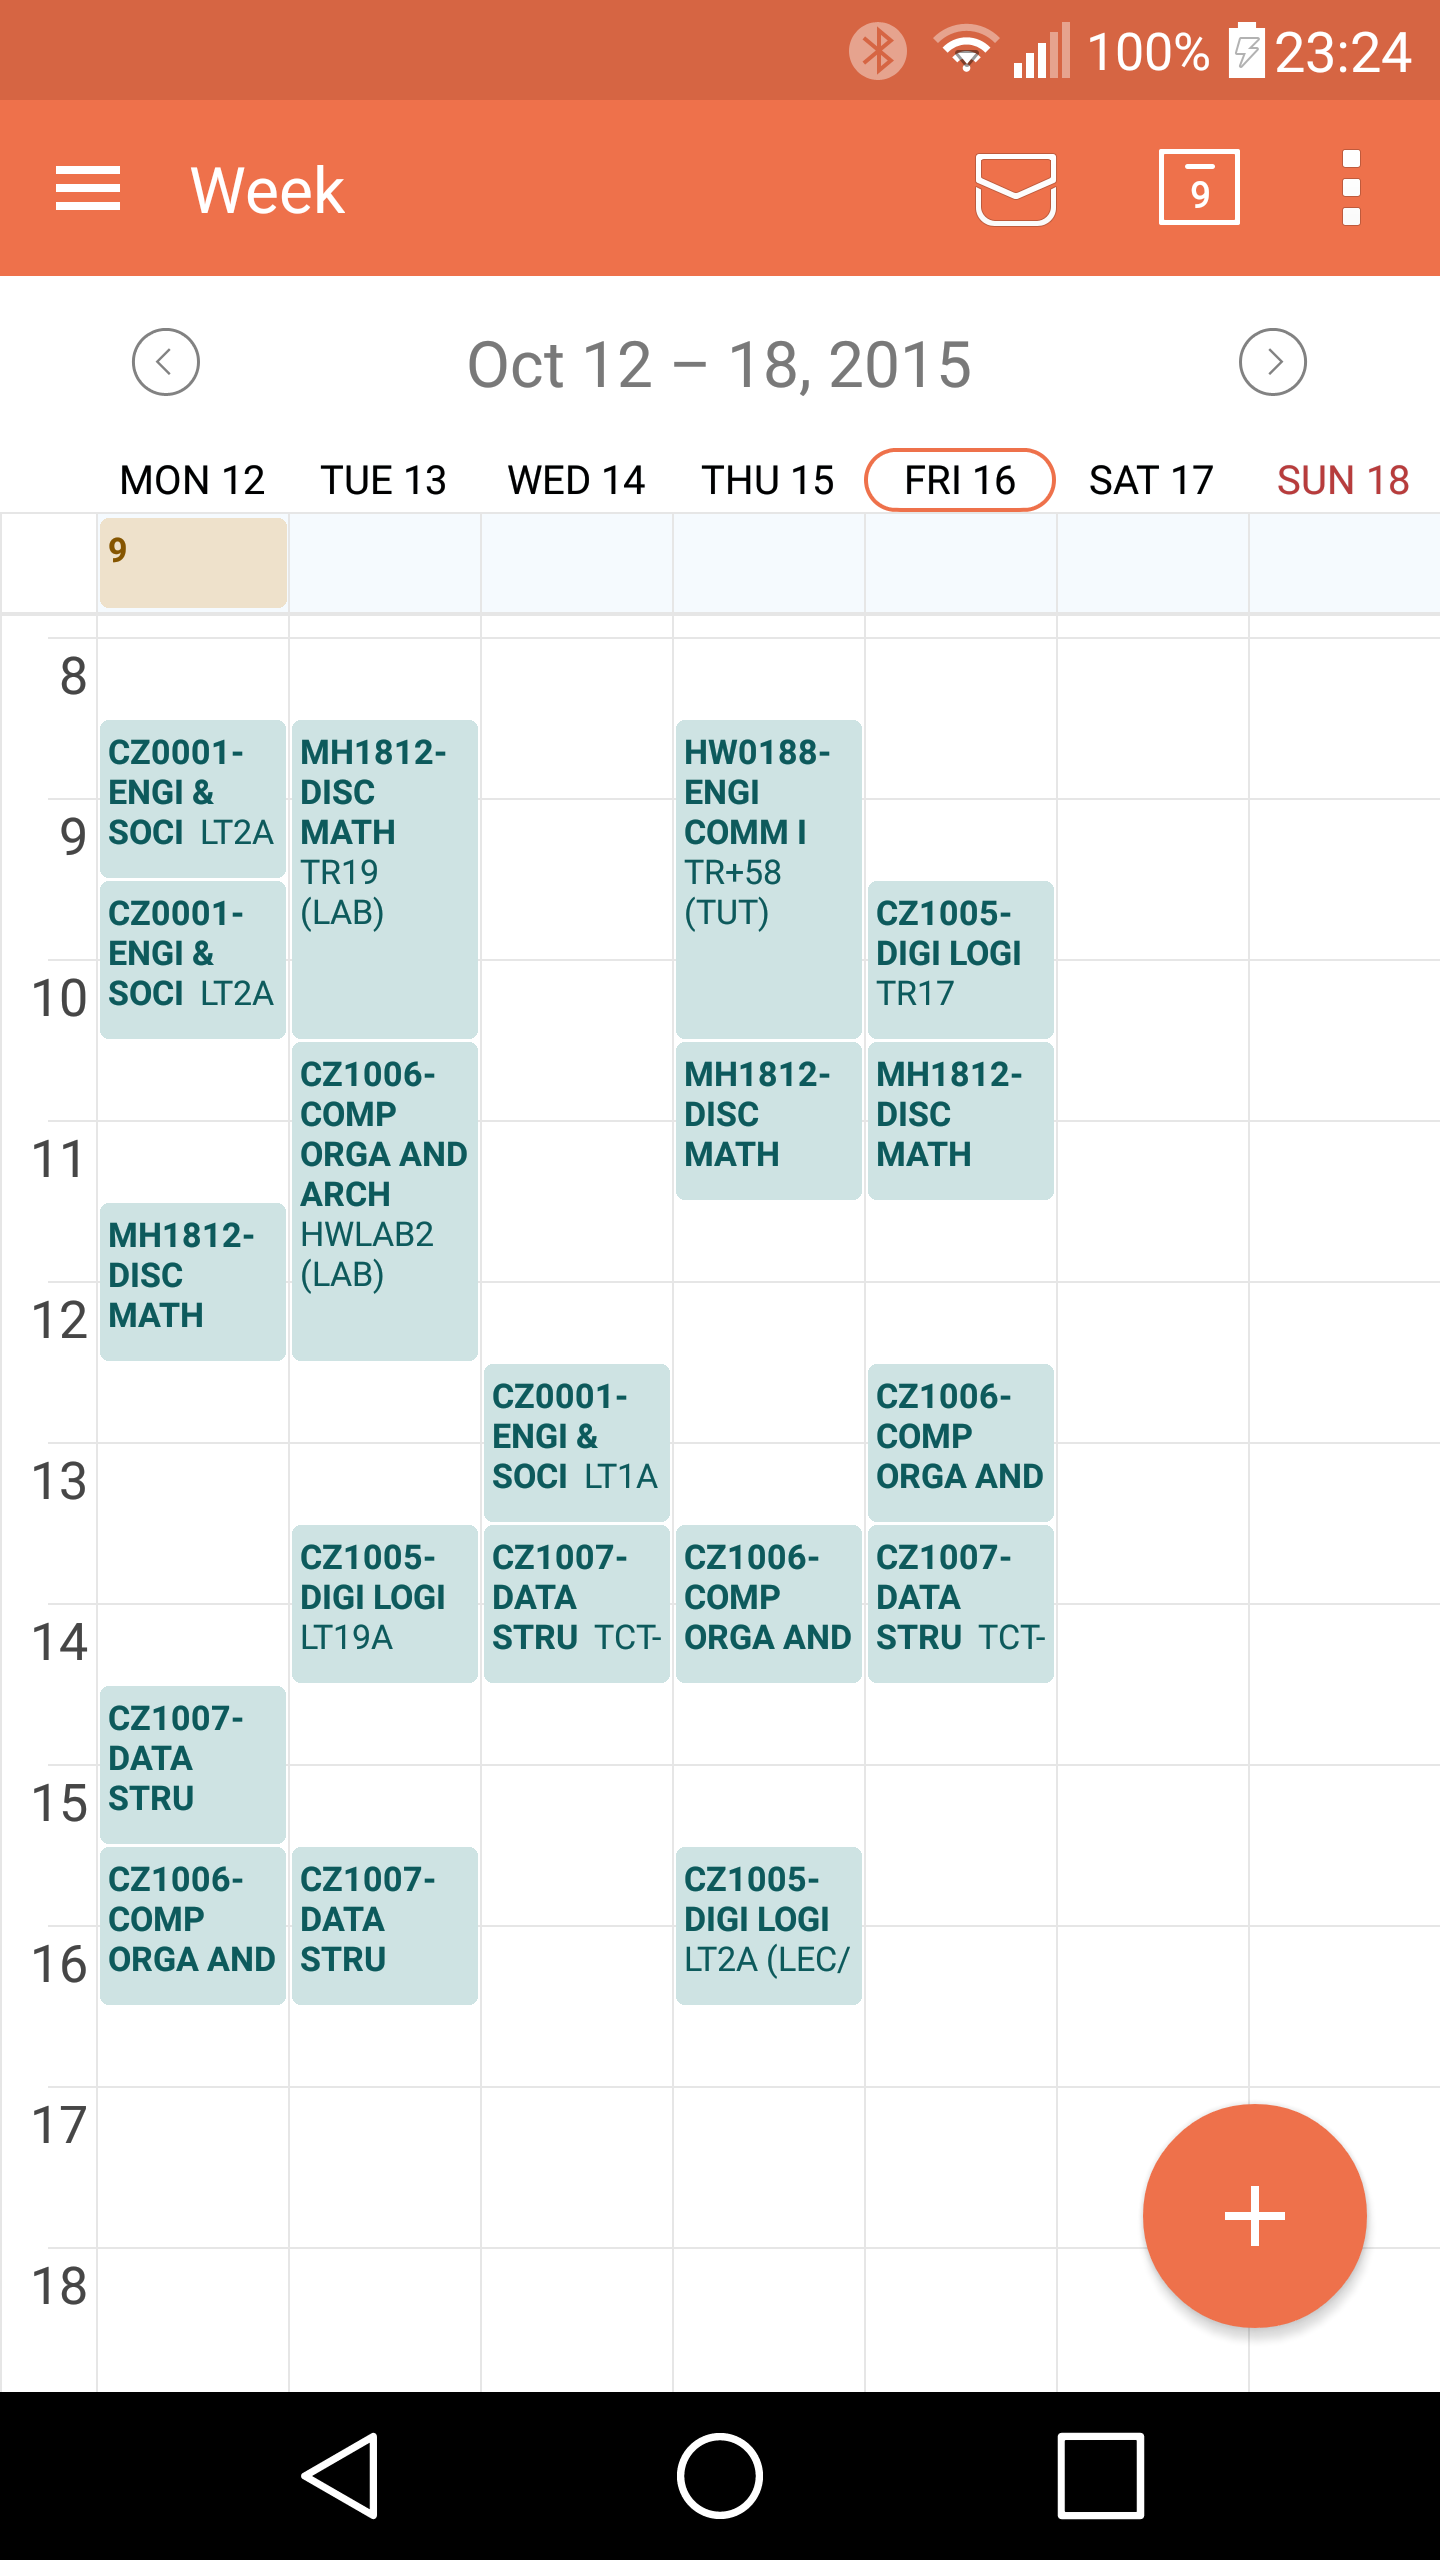 100% 23:24
Week
9
Oct 12 – 18, 2015
MON 12 TUE 13 WED 14 THU 15 FRI 16 SAT 17 SUN 18
9
8
9
10
11
12
13
14
15
16
17
18
CZ0001-
ENGI &
SOCI LT2A
CZ0001-
ENGI &
SOCI LT2A
MH1812-
DISC
MATH
CZ1007-
DATA
STRU
CZ1006-
COMP
ORGA AND
MH1812-
DISC
MATH
TR19
(LAB)
CZ1006-
COMP
ORGA AND
ARCH
HWLAB2
(LAB)
CZ1005-
DIGI LOGI
LT19A
CZ1007-
DATA
STRU
CZ0001-
ENGI &
SOCI LT1A
CZ1007-
DATA
STRU TCT-
HW0188-
ENGI
COMM I
TR+58
(TUT)
MH1812-
DISC
MATH
CZ1006-
COMP
ORGA AND
CZ1005-
DIGI LOGI
LT2A (LEC/
CZ1005-
DIGI LOGI
TR17
MH1812-
DISC
MATH
CZ1006-
COMP
ORGA AND
CZ1007-
DATA
STRU TCT-